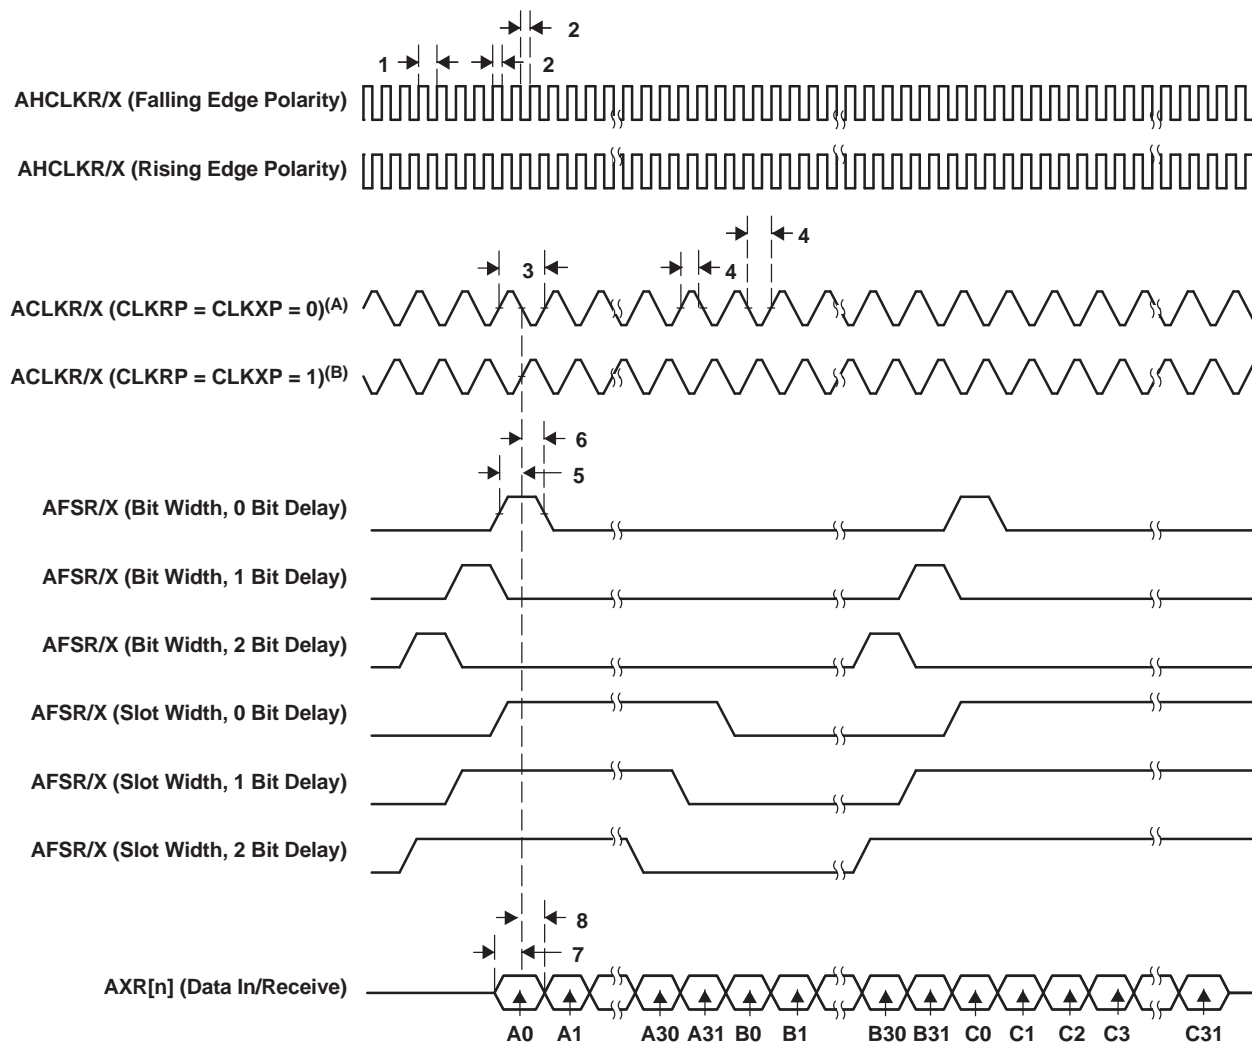 2
1
2
AHCLKR/X (Falling Edge Polarity)
AHCLKR/X (Rising Edge Polarity)
4
3
4
ACLKR/X (CLKRP = CLKXP = 0)(A)
ACLKR/X (CLKRP = CLKXP = 1)(B)
6
5
AFSR/X (Bit Width, 0 Bit Delay)
AFSR/X (Bit Width, 1 Bit Delay)
AFSR/X (Bit Width, 2 Bit Delay)
AFSR/X (Slot Width, 0 Bit Delay)
AFSR/X (Slot Width, 1 Bit Delay)
AFSR/X (Slot Width, 2 Bit Delay)
8
7
AXR[n] (Data In/Receive)
A0 A1 A30 A31 B0 B1 B30 B31 C0 C1 C2 C3 C31